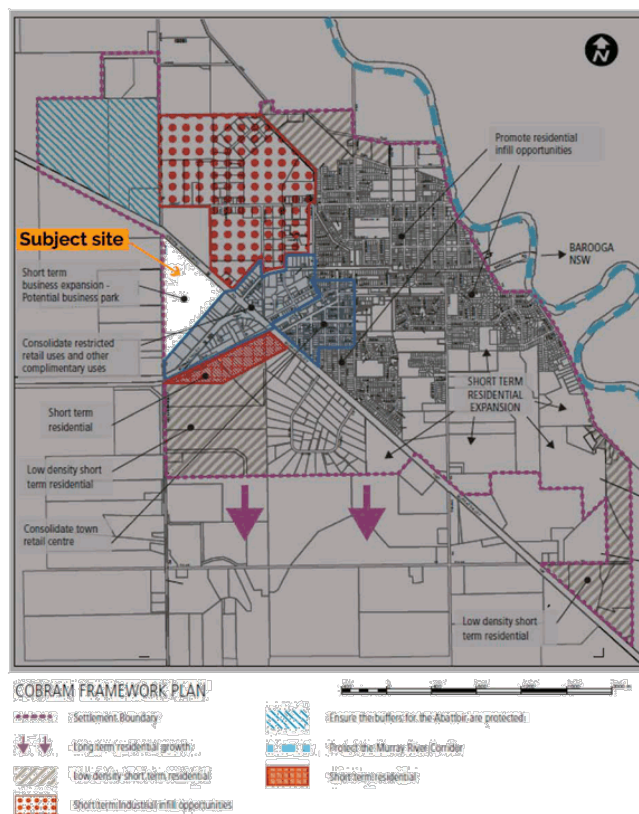 N
Promote residential
infill opportunities
Subject site
BAROOGA
NSW
Short term
business expansion -
Potential business park
Consolidate restricted
retail uses and other
complimentary uses
SHORT TERM
RESIDENTIAL
EXPANSION
Short term
residential
Low density short
term residential
Consolidate town
retail centre
Low density short
term residential
COBRAM FRAMEWORK PLAN
Settlement Boundary
Long term residential growth
Low density short term residential
Short term Industrial infill opportunities
Ensure the buffers for the Abattoir are protected
Protect the Murray River Corridor
Short term residential